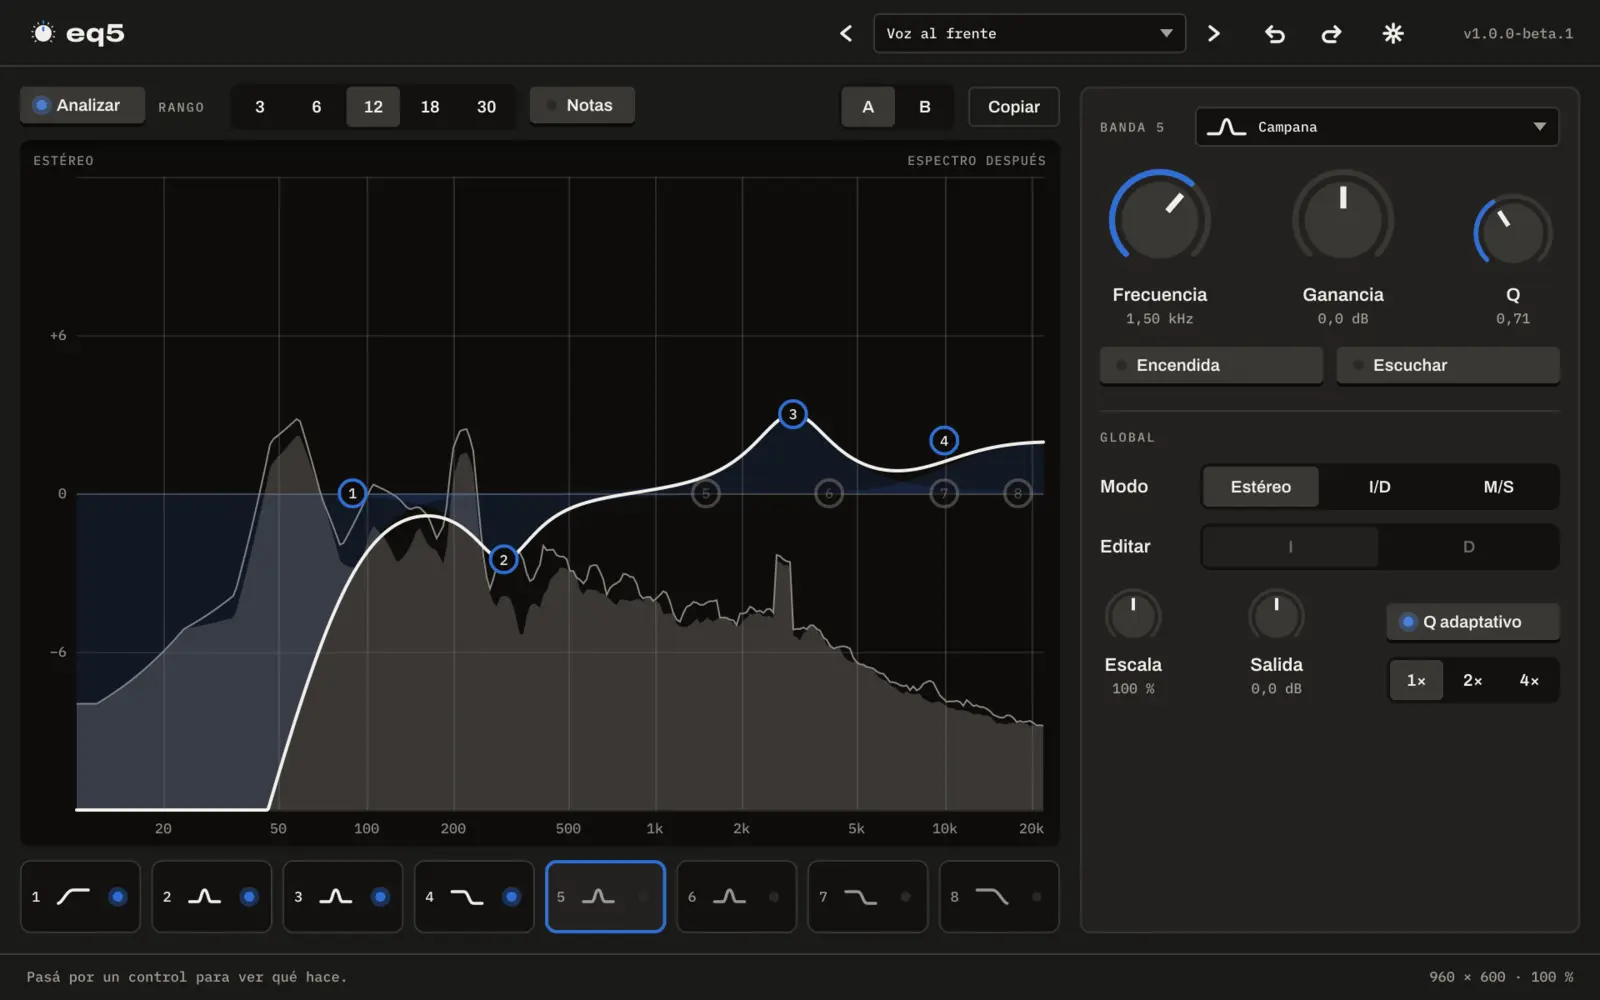 eq5
Voz al frente
v1.0.0-beta.1
Analizar
RANGO
3 6 12 18 30
Notas
A B
Copiar
ESTÉREO
ESPECTRO DESPUÉS
+6
0
−6
1
2
3
4
5 6 7 8
20 50 100 200 500 1k 2k 5k 10k 20k
1 2 3 4 5 6 7 8
BANDA 5
Campana
Frecuencia Ganancia Q
1,50 kHz 0,0 dB 0,71
Encendida Escuchar
GLOBAL
Modo Estéreo I/D M/S
Editar I D
Escala Salida
100 % 0,0 dB
Q adaptativo
1× 2× 4×
Pasá por un control para ver qué hace.
960 × 600 · 100 %